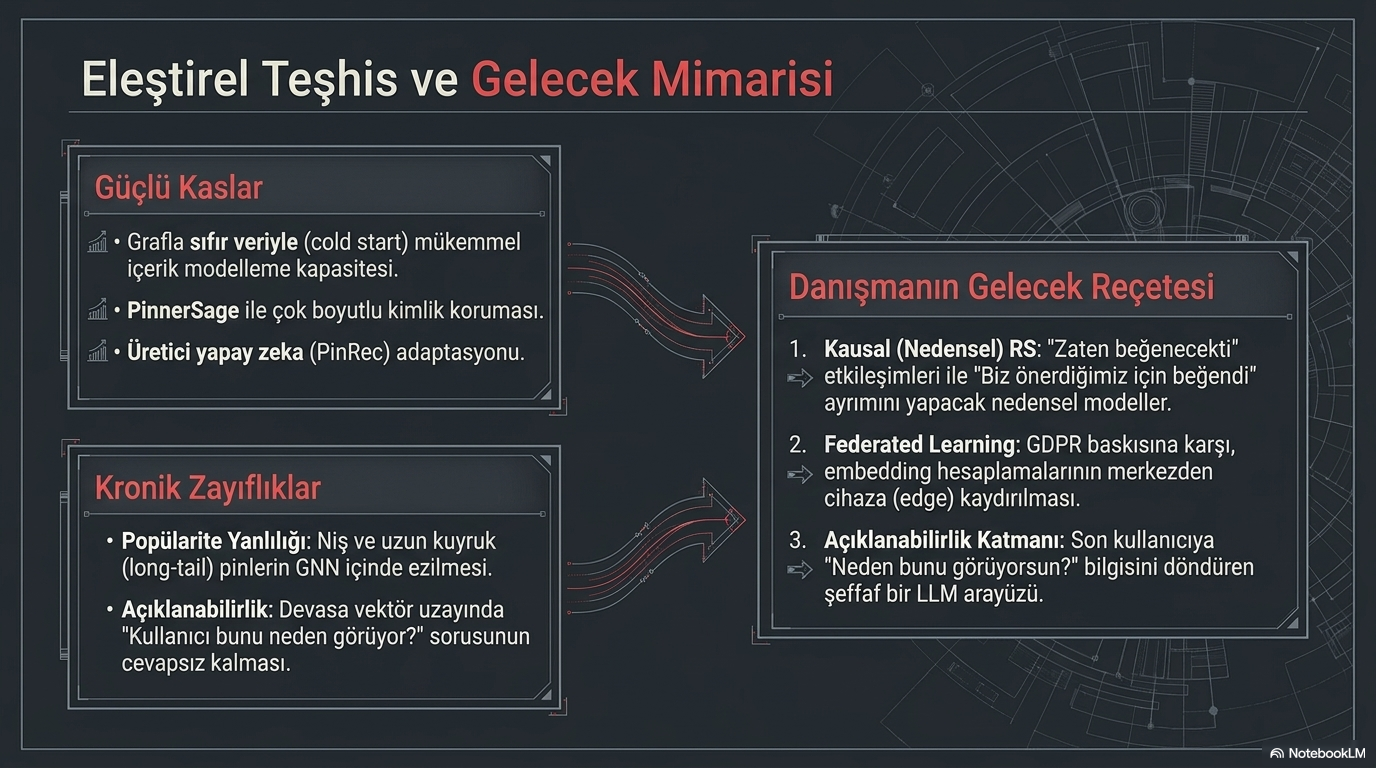 Eleştirel Teşhis ve Gelecek Mimarisi
Güçlü Kaslar
• Grafla sıfır veriyle (cold start) mükemmel
içerik modelleme kapasitesi.
• PinnerSage ile çok boyutlu kimlik koruması.
• Üretici yapay zeka (PinRec) adaptasyonu.
Kronik Zayıflıklar
• Popülarite Yanlılığı: Niş ve uzun kuyruk
(long-tail) pinlerin GNN içinde ezilmesi.
• Açıklanabilirlik: Devasa vektör uzayında
"Kullanıcı bunu neden görüyor?" sorusunun
cevapsız kalması.
Danışmanın Gelecek Reçetesi
1. Kausal (Nedensel) RS: "Zaten beğenecekti"
etkileşimleri ile "Biz önerdiğimiz için beğendi"
ayrımını yapacak nedensel modeller.
2. Federated Learning: GDPR baskısına karşı,
embedding hesaplamalarının merkezden
cihaza (edge) kaydırılması.
3. Açıklanabilirlik Katmanı: Son kullanıcıya
"Neden bunu görüyorsun?" bilgisini döndüren
şeffaf bir LLM arayüzü.
NotebookLM